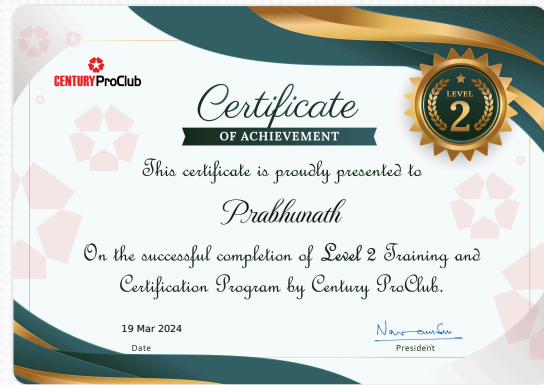 CENTURY ProClub
LEVEL
2
Certificate
OF ACHIEVEMENT
This certificate is proudly presented to
Prabhunath
On the successful completion of Level 2 Training and
Certification Program by Century ProClub.
19 Mar 2024
Date
President